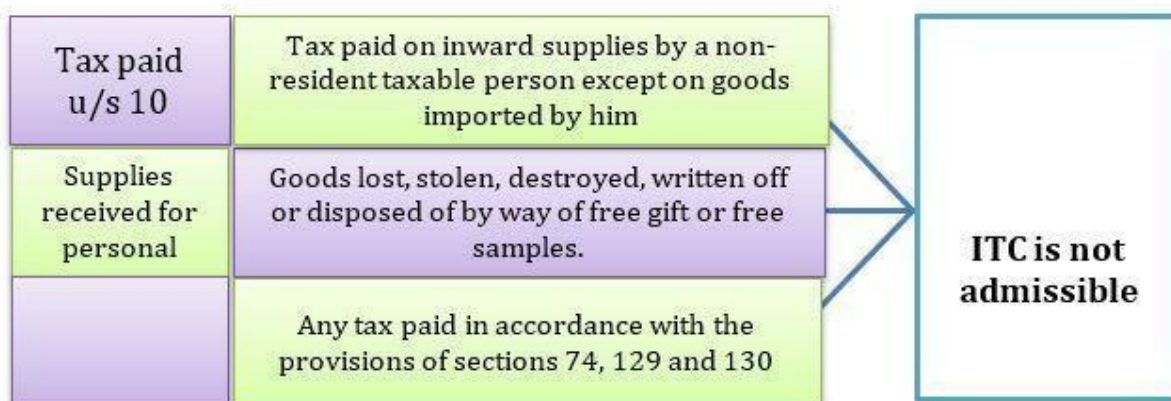 Tax paid
u/s 10
Tax paid on inward supplies by a non-
resident taxable person except on goods
imported by him
Supplies
received for
personal
Goods lost, stolen, destroyed, written off
or disposed of by way of free gift or free
samples.
Any tax paid in accordance with the
provisions of sections 74, 129 and 130
ITC is not
admissible